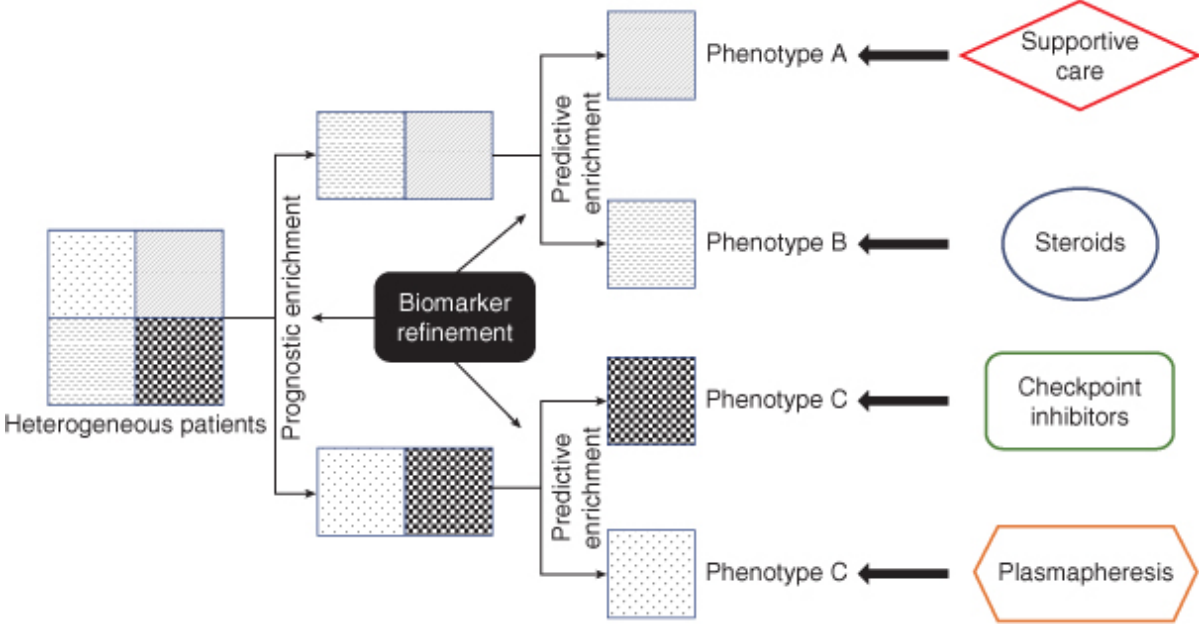 Heterogeneous patients
Prognostic enrichment
Biomarker
refinement
Predictive
enrichment
Phenotype A
Supportive
care
Phenotype B
Steroids
Predictive
enrichment
Phenotype C
Checkpoint
inhibitors
Phenotype C
Plasmapheresis